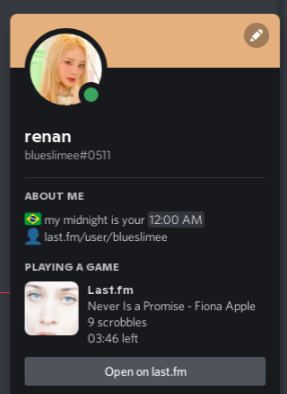 renan
blueslimee#0511
ABOUT ME
🇧🇷 my midnight is your 12:00 AM
👤 last.fm/user/blueslimee
PLAYING A GAME
Last.fm
Never Is a Promise - Fiona Apple
9 scrobbles
03:46 left
Open on last.fm